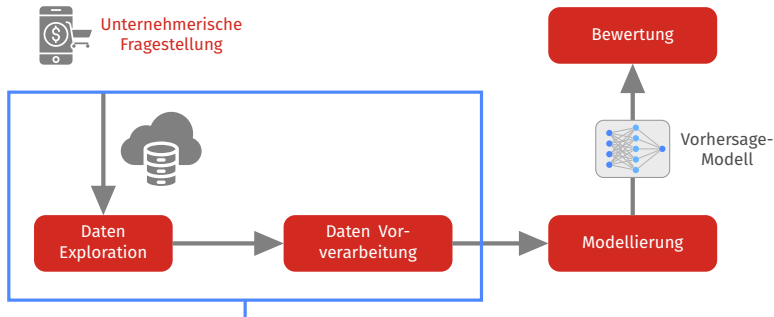 Unternehmerische
Fragestellung
Bewertung
Vorhersage-
Modell
Daten
Exploration
Daten Vor-
verarbeitung
Modellierung